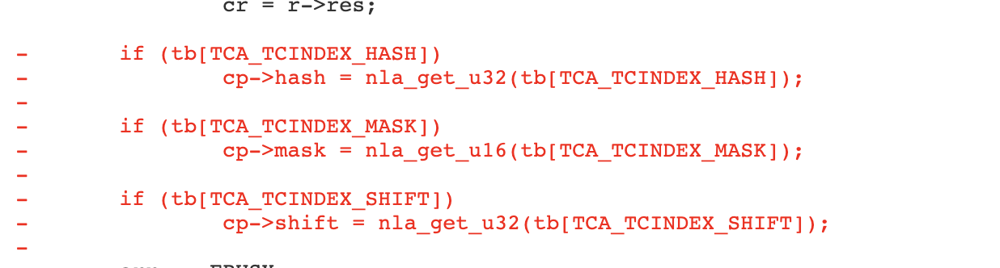 cr = r->res;
- if (tb[TCA_TCINDEX_HASH])
- cp->hash = nla_get_u32(tb[TCA_TCINDEX_HASH]);
-
- if (tb[TCA_TCINDEX_MASK])
- cp->mask = nla_get_u16(tb[TCA_TCINDEX_MASK]);
-
- if (tb[TCA_TCINDEX_SHIFT])
- cp->shift = nla_get_u32(tb[TCA_TCINDEX_SHIFT]);
-